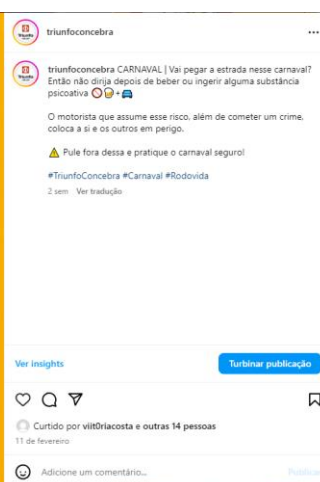 triunfoconcebra
triunfoconcebra CARNAVAL | Vai pegar a estrada nesse carnaval?
Então não dirija depois de beber ou ingerir alguma substância
psicoativa 🚫🍺+🚘
O motorista que assume esse risco, além de cometer um crime,
coloca a si e os outros em perigo.
⚠️ Pule fora dessa e pratique o carnaval seguro!
#TriunfoConcebra #Carnaval #Rodovida
2 sem Ver tradução
Ver insights
Turbinar publicação
Curtido por viit0riacosta e outras 14 pessoas
11 de fevereiro
Adicione um comentário...
Publicar